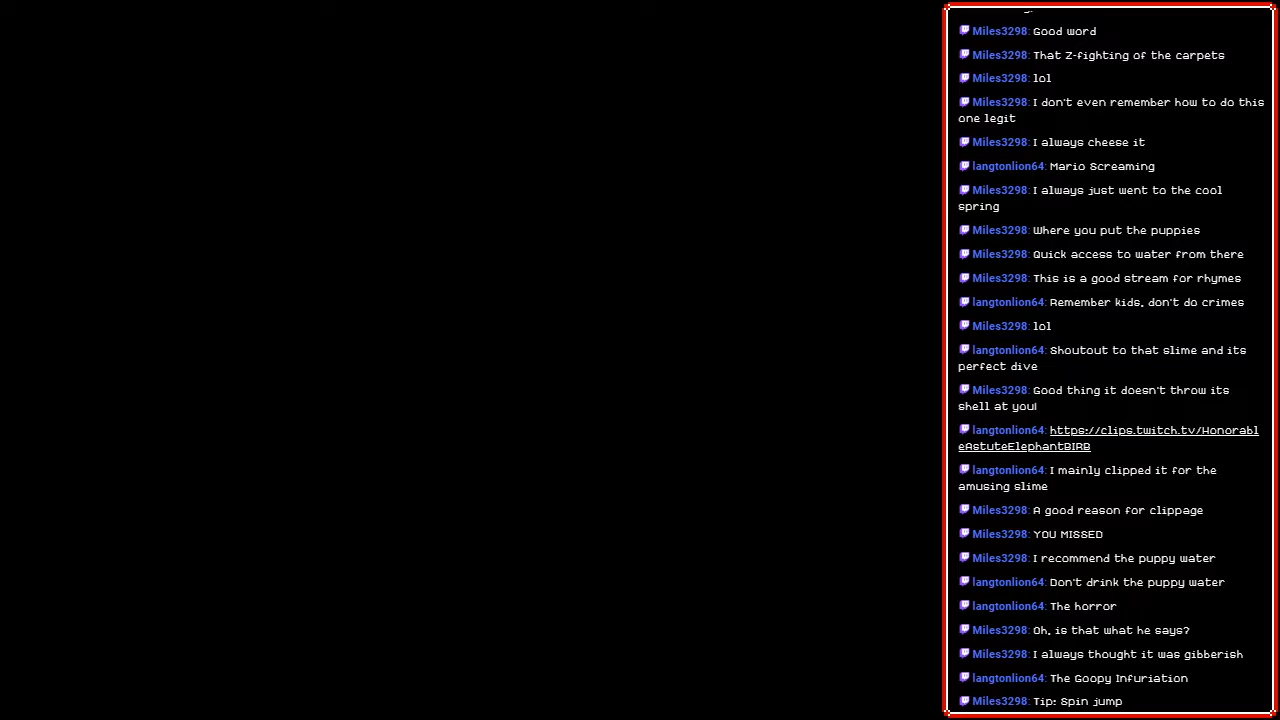 Miles3298: Good word
Miles3298: That Z-fighting of the carpets
Miles3298: lol
Miles3298: I don't even remember how to do this
one legit
Miles3298: I always cheese it
langtonlion64: Mario Screaming
Miles3298: I always just went to the cool
spring
Miles3298: Where you put the puppies
Miles3298: Quick access to water from there
Miles3298: This is a good stream for rhymes
langtonlion64: Remember kids, don't do crimes
Miles3298: lol
langtonlion64: Shoutout to that slime and its
perfect dive
Miles3298: Good thing it doesn't throw its
shell at you!
langtonlion64: https://clips.twitch.tv/Honorabl
eAstuteElephantBIRB
langtonlion64: I mainly clipped it for the
amusing slime
Miles3298: A good reason for clippage
Miles3298: YOU MISSED
Miles3298: I recommend the puppy water
langtonlion64: Don't drink the puppy water
langtonlion64: The horror
Miles3298: Oh, is that what he says?
Miles3298: I always thought it was gibberish
langtonlion64: The Goopy Infuriation
Miles3298: Tip: Spin jump